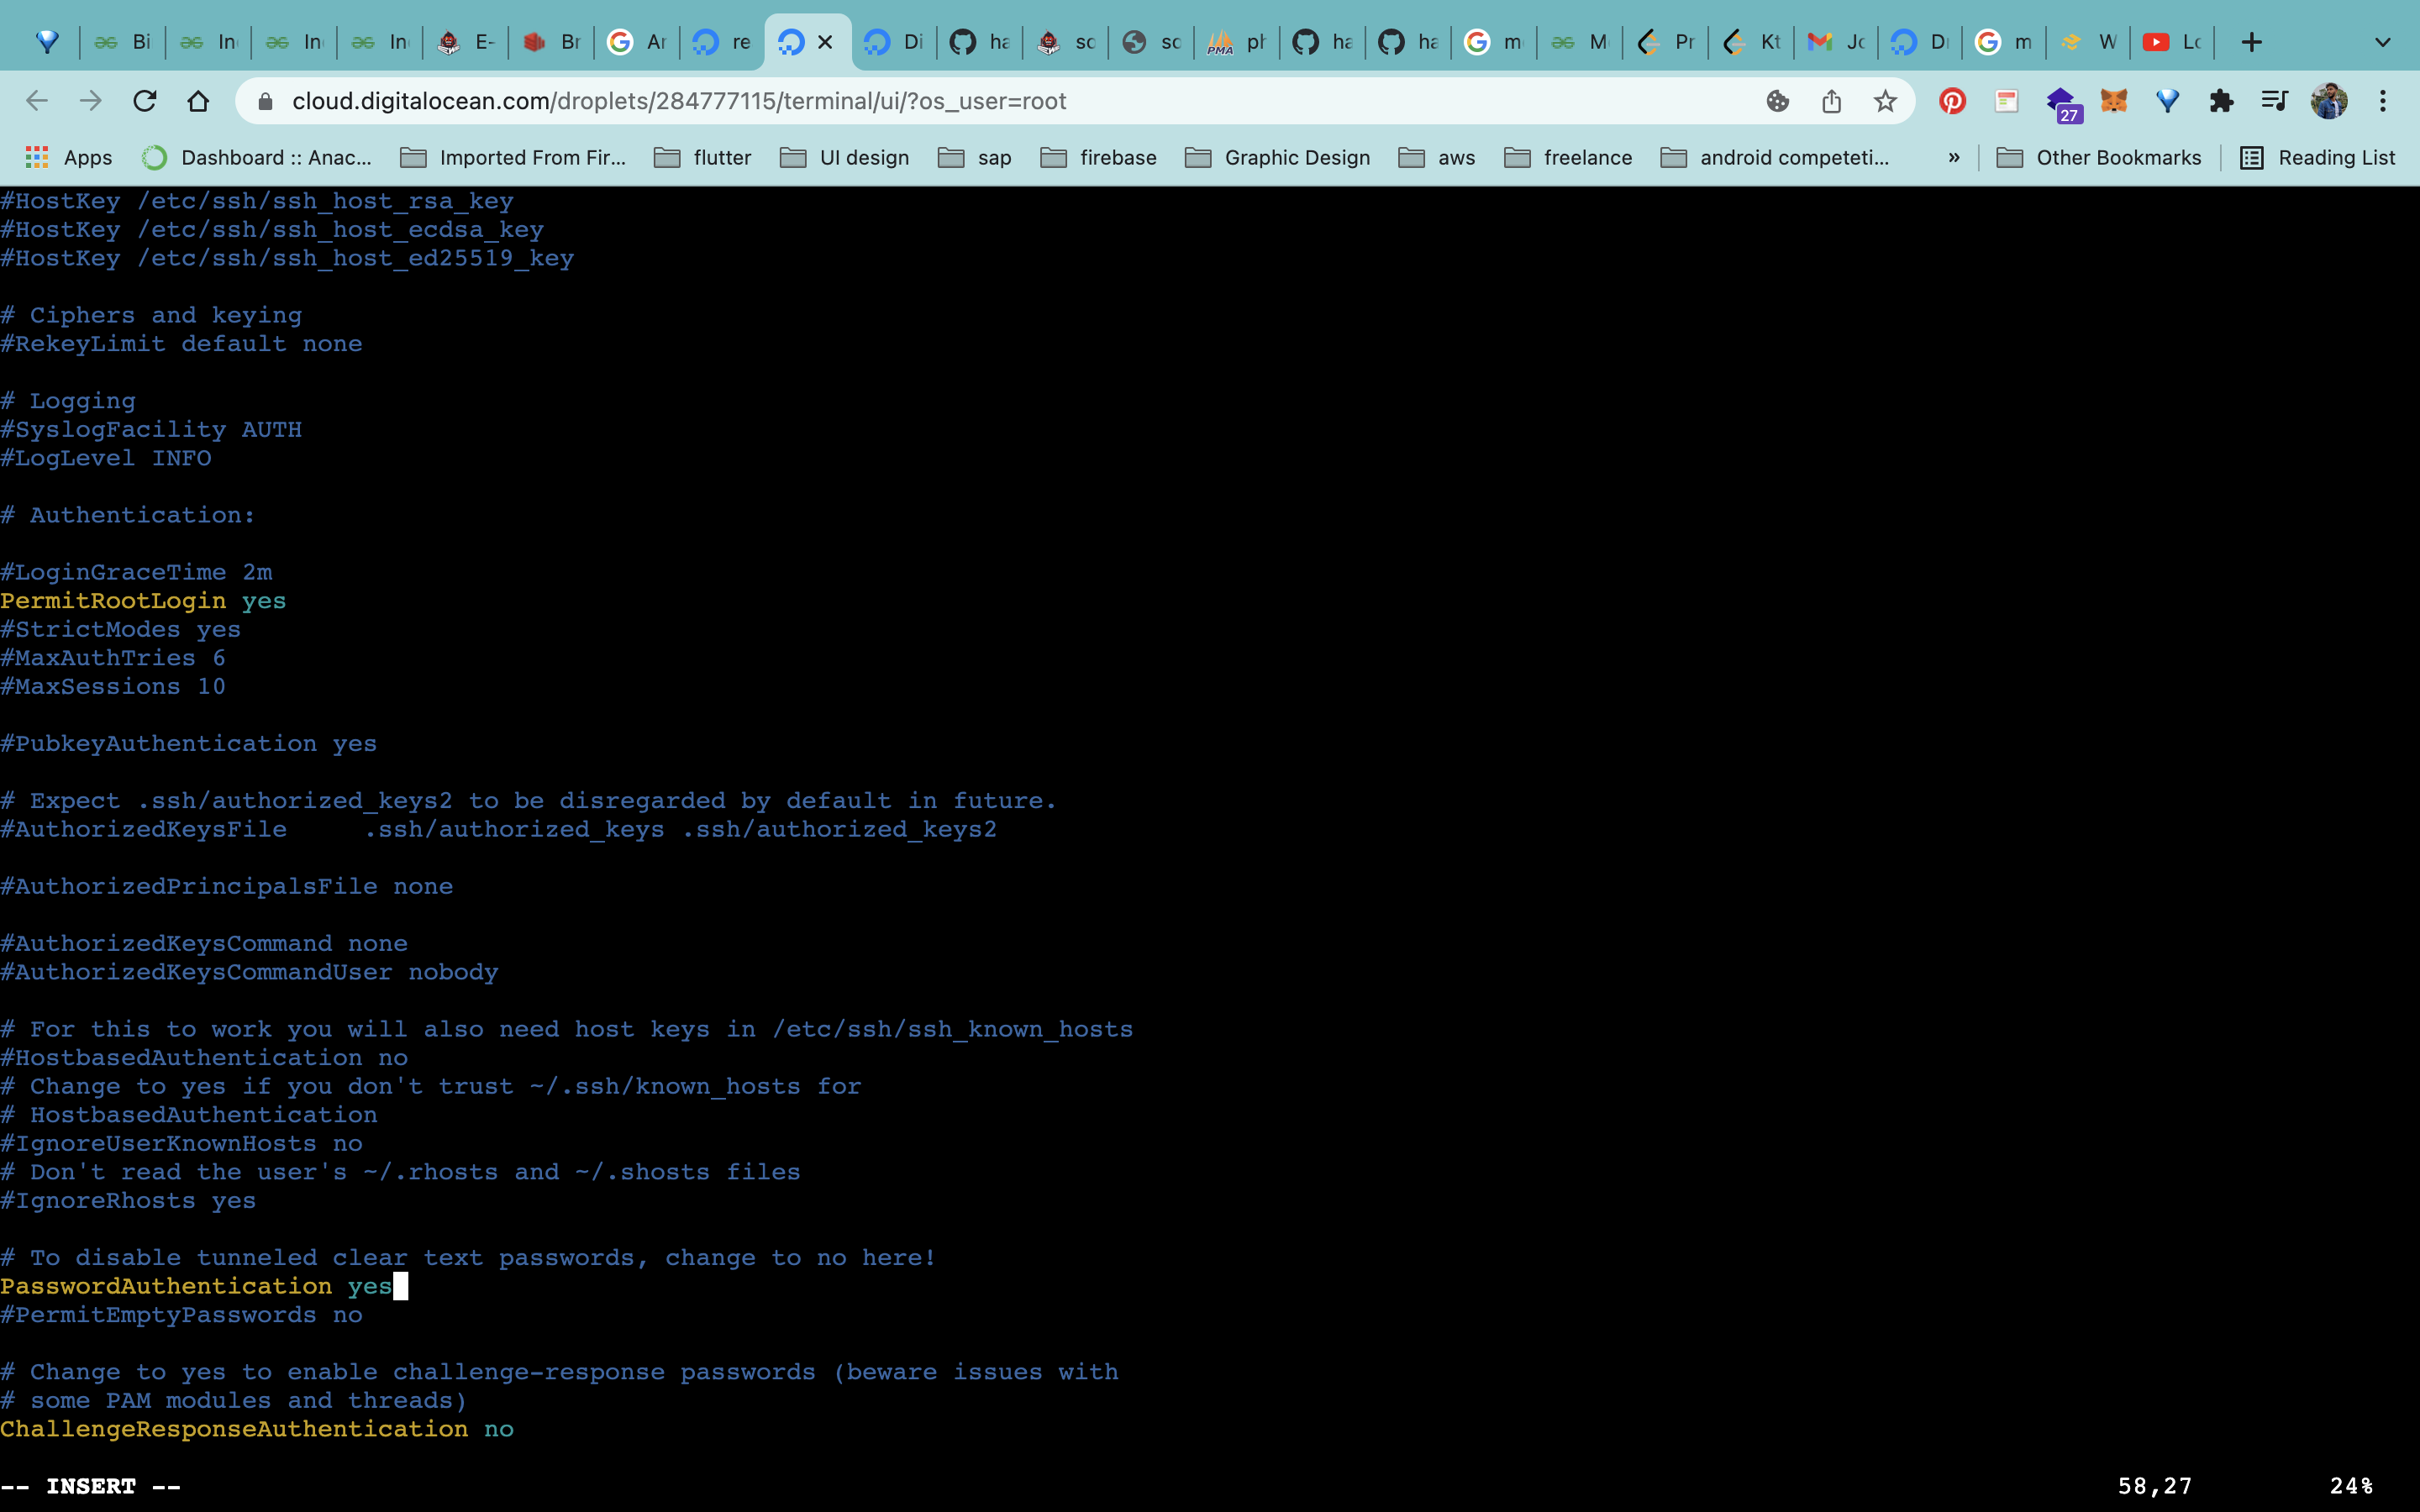 Bi In In In E- Br Ar re Di ha sc sc ph ha ha m M Pr Kt Jc D m W Lc
cloud.digitalocean.com/droplets/284777115/terminal/ui/?os_user=root
27
Apps Dashboard :: Anac... Imported From Fir... flutter UI design sap firebase Graphic Design aws freelance android competeti... » Other Bookmarks Reading List
#HostKey /etc/ssh/ssh_host_rsa_key
#HostKey /etc/ssh/ssh_host_ecdsa_key
#HostKey /etc/ssh/ssh_host_ed25519_key
# Ciphers and keying
#RekeyLimit default none
# Logging
#SyslogFacility AUTH
#LogLevel INFO
# Authentication:
#LoginGraceTime 2m
PermitRootLogin yes
#StrictModes yes
#MaxAuthTries 6
#MaxSessions 10
#PubkeyAuthentication yes
# Expect .ssh/authorized_keys2 to be disregarded by default in future.
#AuthorizedKeysFile     .ssh/authorized_keys .ssh/authorized_keys2
#AuthorizedPrincipalsFile none
#AuthorizedKeysCommand none
#AuthorizedKeysCommandUser nobody
# For this to work you will also need host keys in /etc/ssh/ssh_known_hosts
#HostbasedAuthentication no
# Change to yes if you don't trust ~/.ssh/known_hosts for
# HostbasedAuthentication
#IgnoreUserKnownHosts no
# Don't read the user's ~/.rhosts and ~/.shosts files
#IgnoreRhosts yes
# To disable tunneled clear text passwords, change to no here!
PasswordAuthentication yes
#PermitEmptyPasswords no
# Change to yes to enable challenge-response passwords (beware issues with
# some PAM modules and threads)
ChallengeResponseAuthentication no
-- INSERT -- 58,27 24%